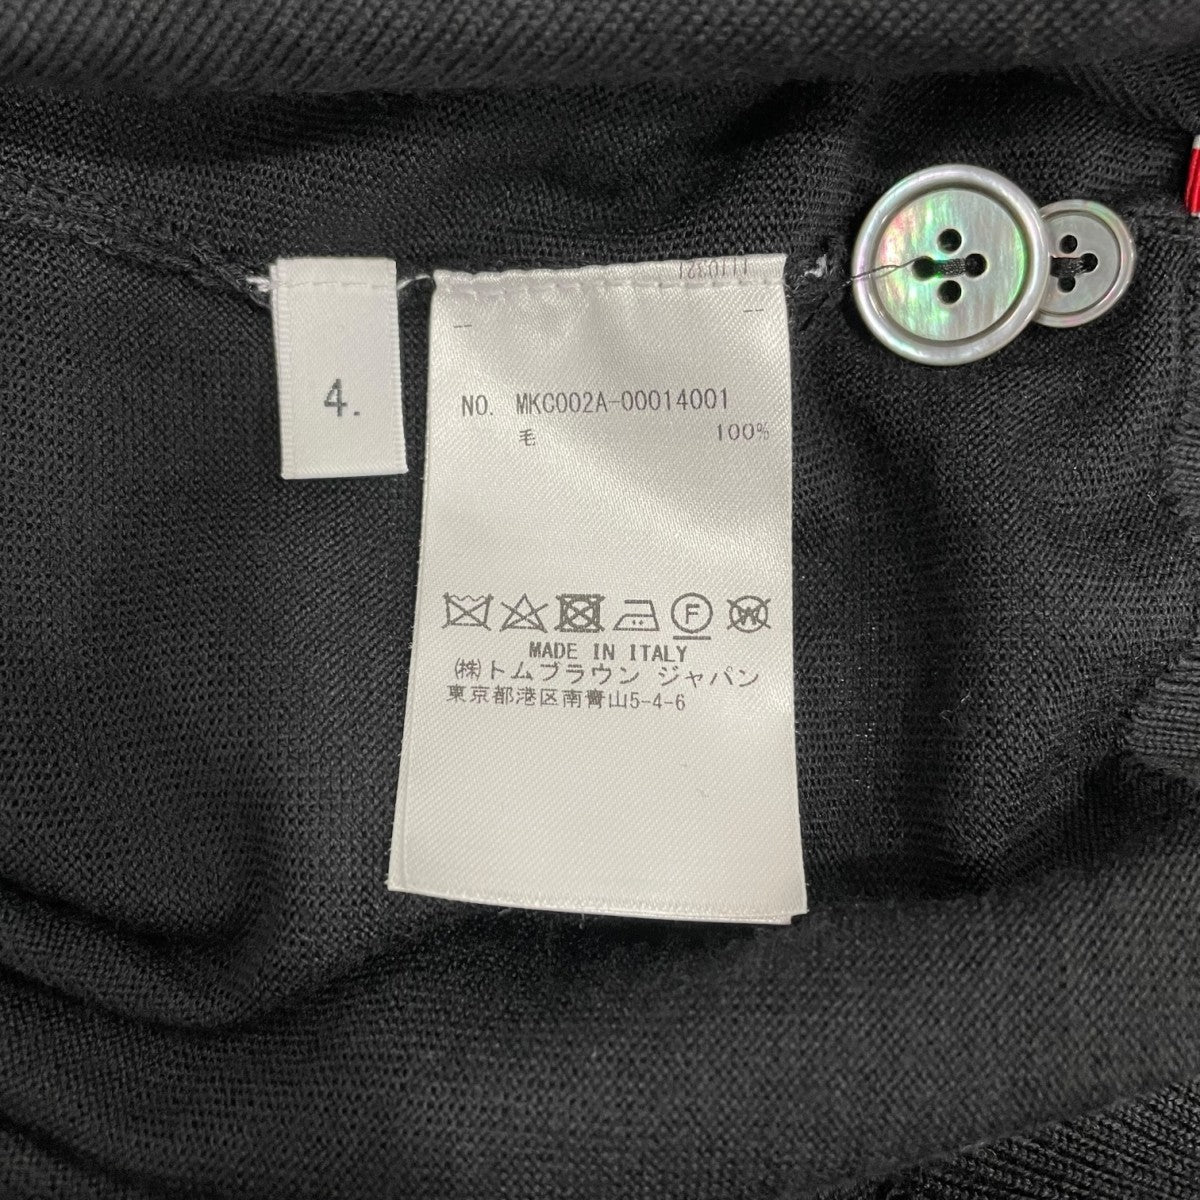 1110321
4.
NO. MKC002A-00014001
毛 100%
F
W
MADE IN ITALY
㈱トムブラウン ジャパン
東京都港区南青山5-4-6